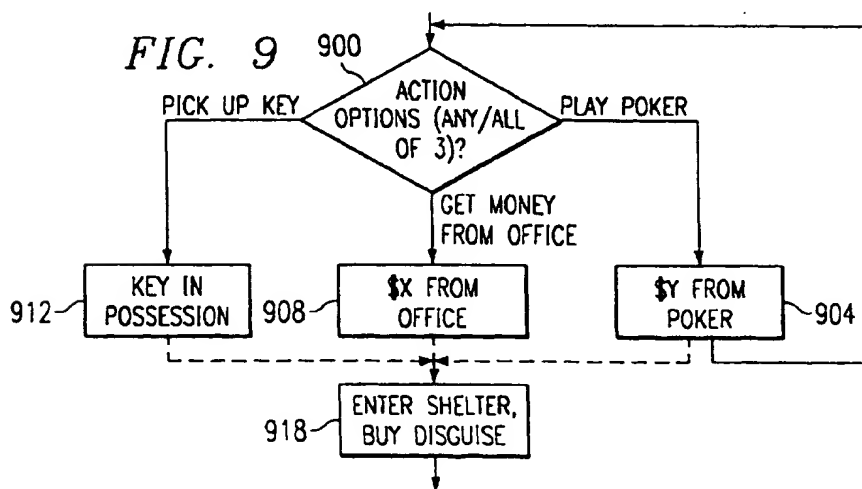 FIG. 9
900
ACTION
OPTIONS (ANY/ALL
OF 3)?
PICK UP KEY
PLAY POKER
GET MONEY
FROM OFFICE
912
KEY IN
POSSESSION
908
$X FROM
OFFICE
$Y FROM
POKER
904
918
ENTER SHELTER,
BUY DISGUISE